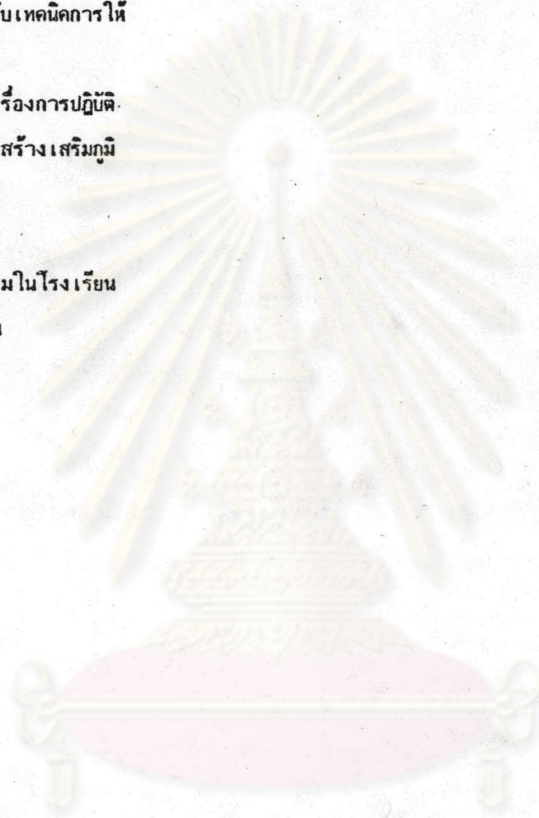 บเทคนิคการให้
รื่องการปฏิบัติ
สร้างเสริมภูมิ
มในโรงเรียน